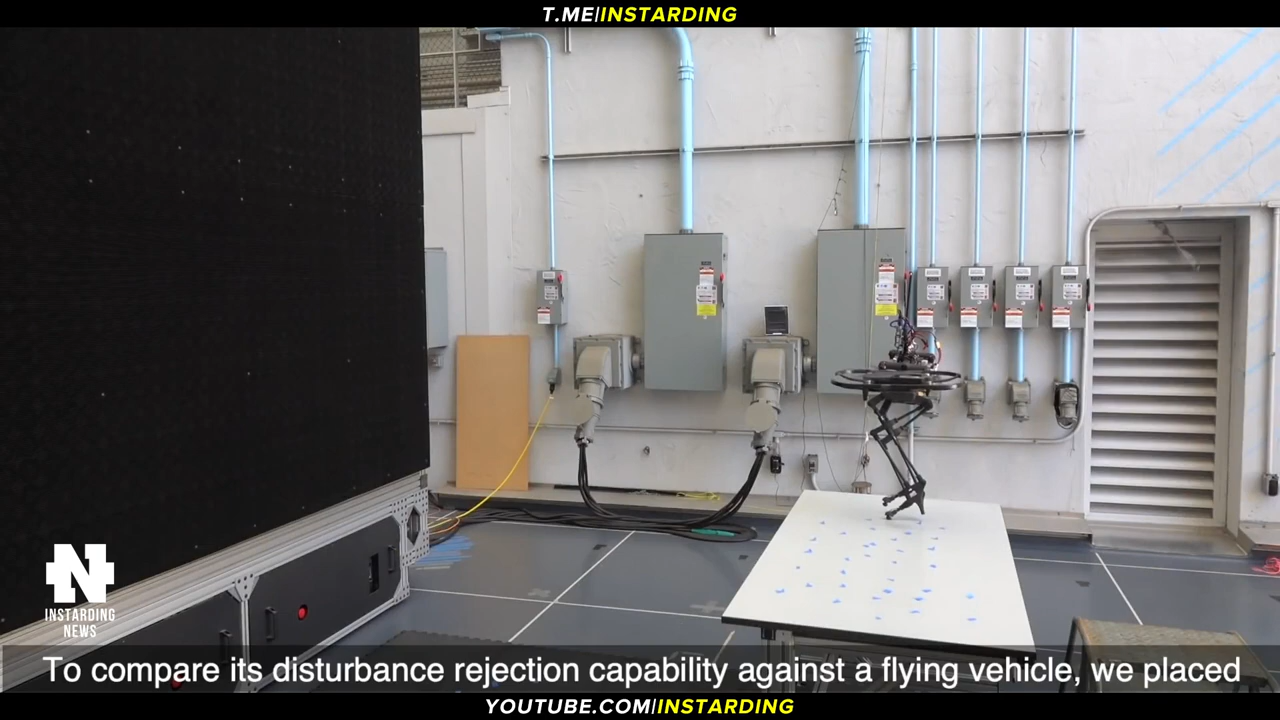 T.ME|INSTARDING
N
INSTARDING
NEWS
To compare its disturbance rejection capability against a flying vehicle, we placed
YOUTUBE.COM|INSTARDING